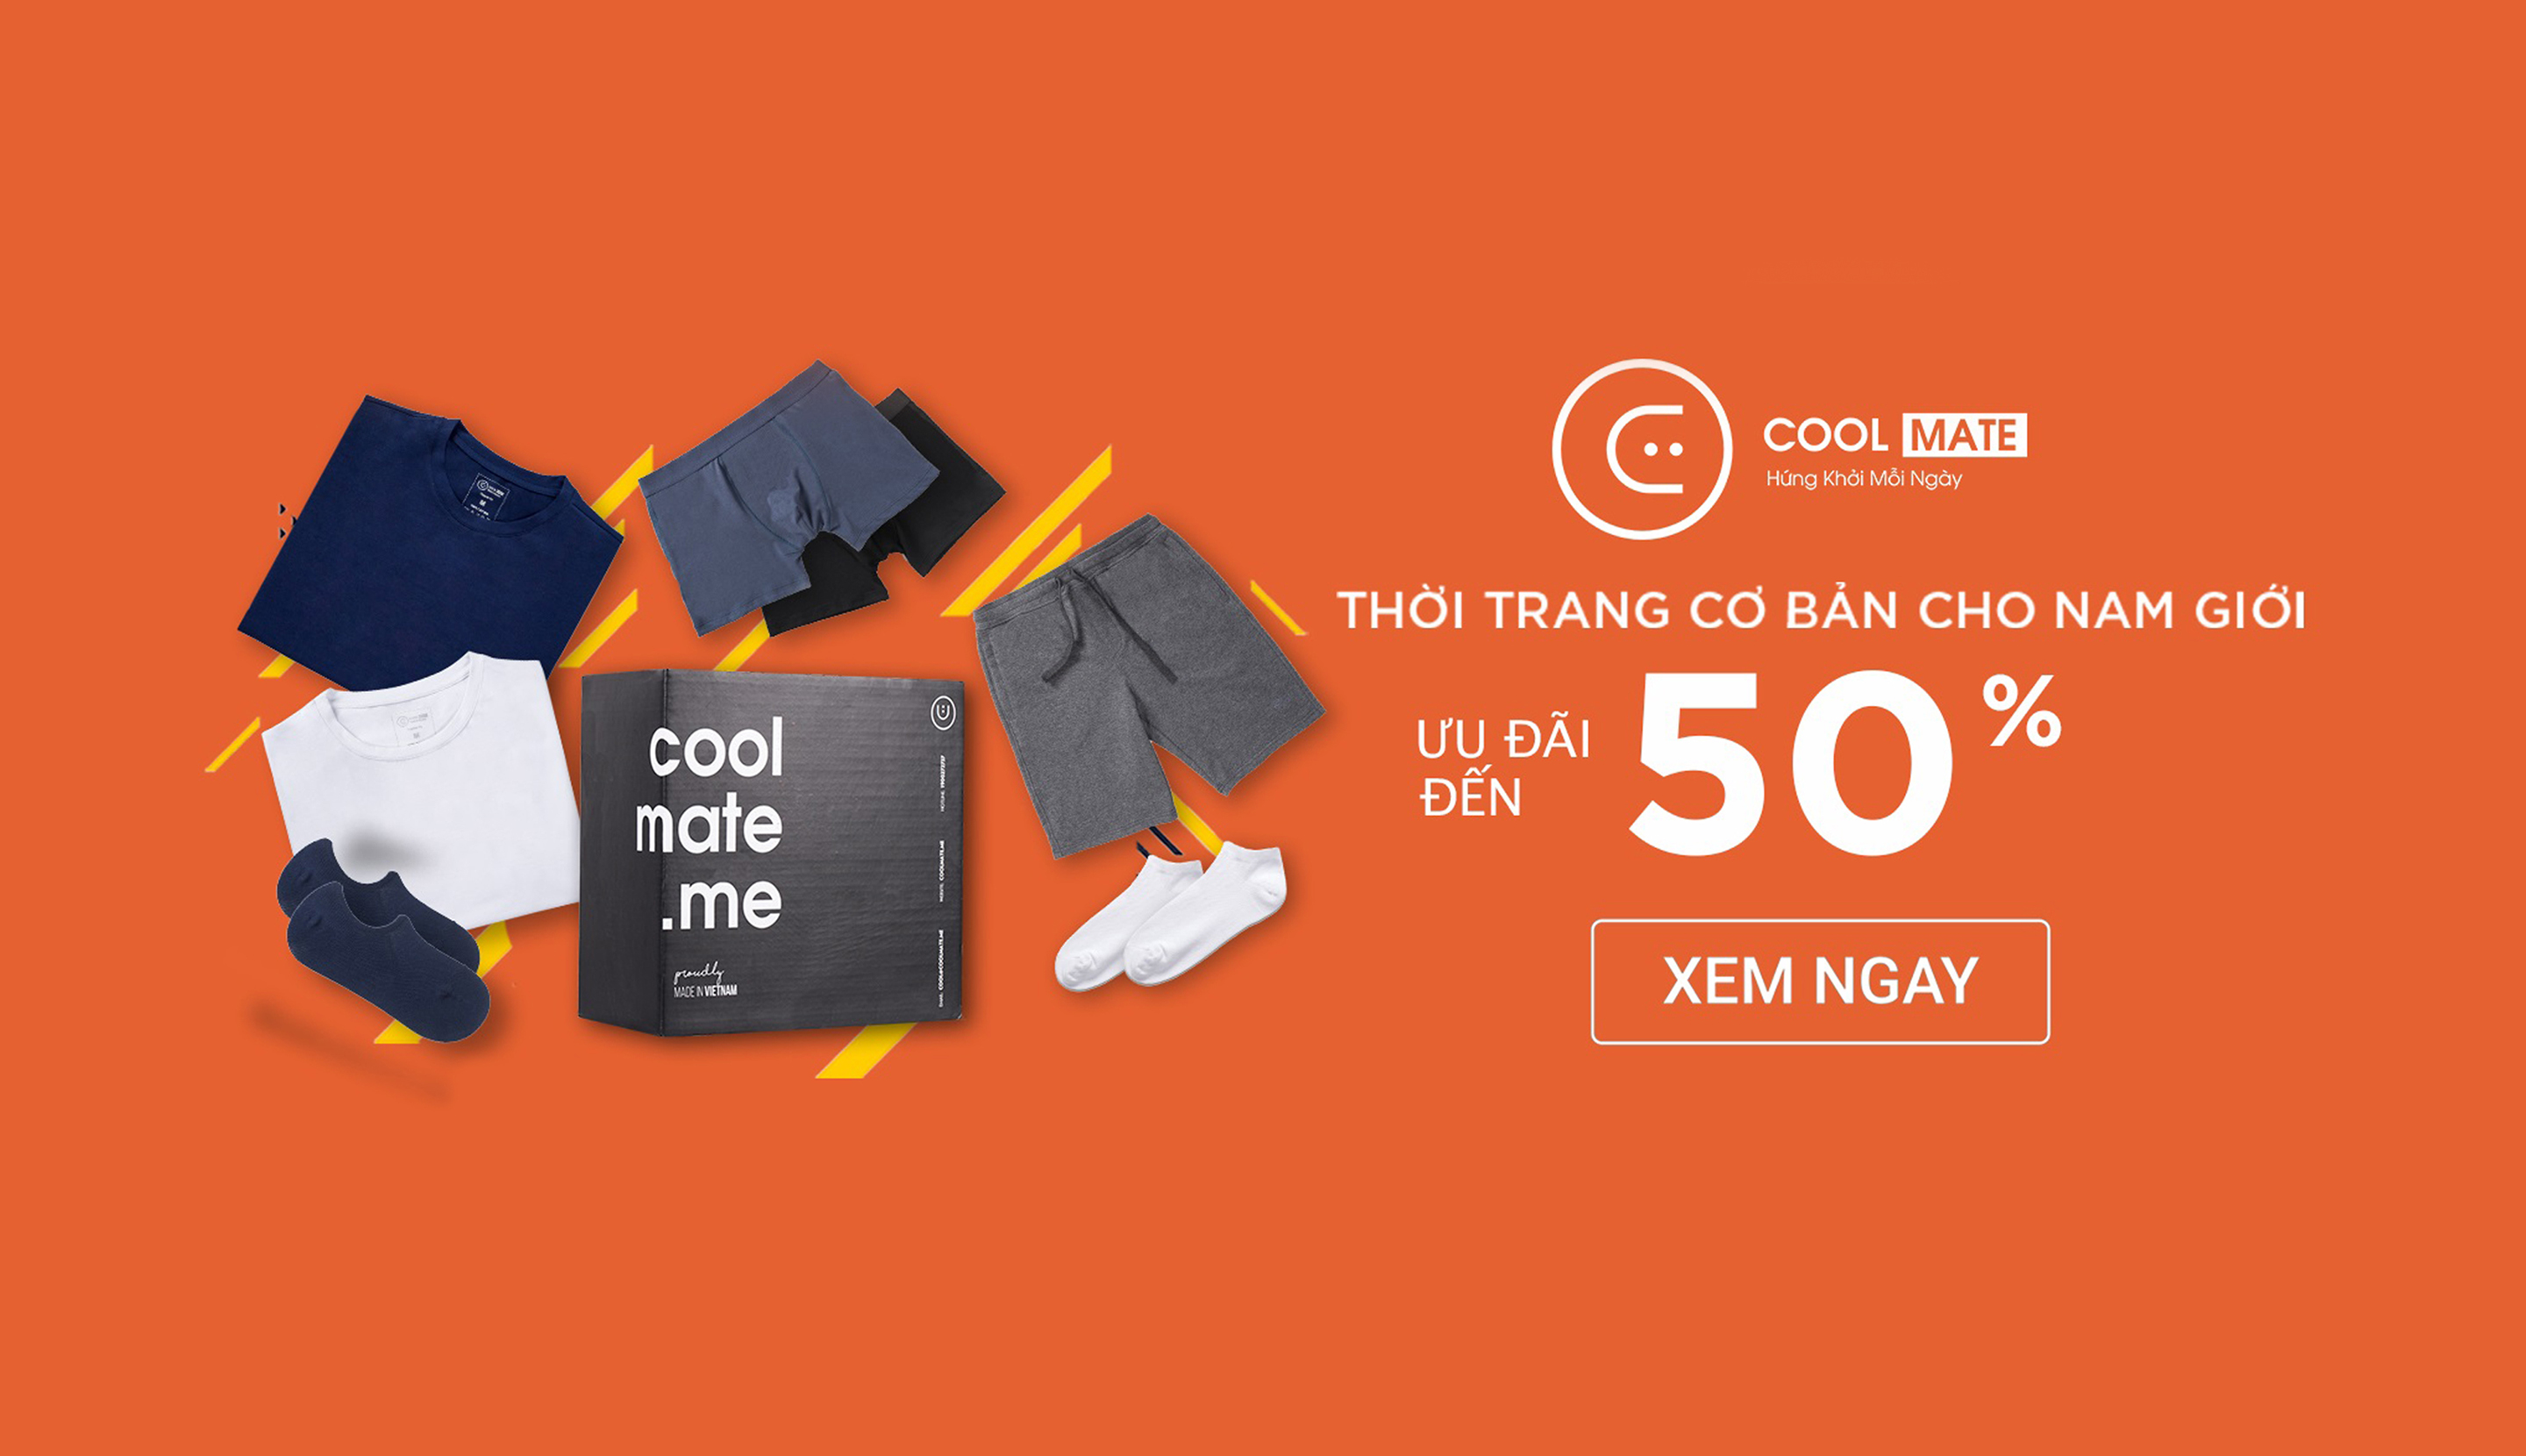 COOL MATE
Hứng Khởi Mỗi Ngày
THỜI TRANG CƠ BẢN CHO NAM GIỚI
ƯU ĐÃI
ĐẾN
50%
XEM NGAY
cool
mate
.me
proudly
MADE IN VIETNAM